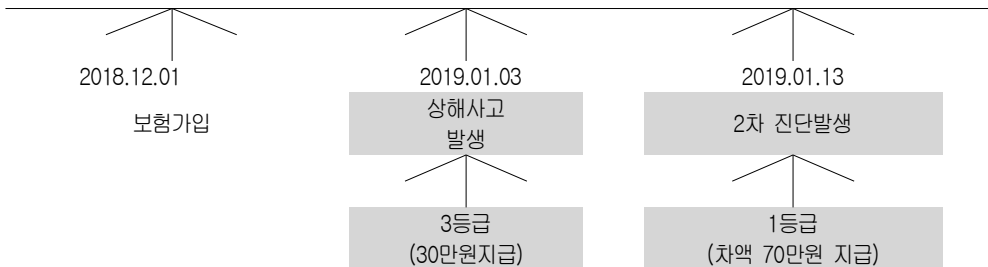 2018.12.01
보험가입
2019.01.03
상해사고
발생
3등급
(30만원지급)
2019.01.13
2차 진단발생
1등급
(차액 70만원 지급)